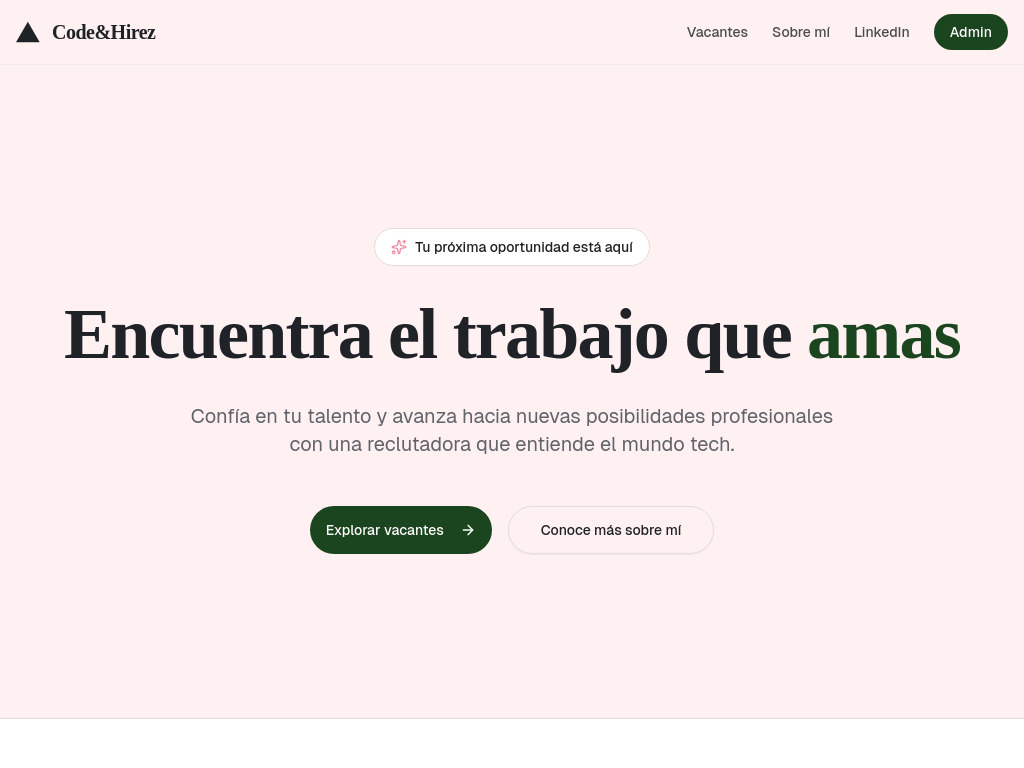 Code&Hirez
Vacantes
Sobre mí
LinkedIn
Admin
Tu próxima oportunidad está aquí
Encuentra el trabajo que amas
Confía en tu talento y avanza hacia nuevas posibilidades profesionales
con una reclutadora que entiende el mundo tech.
Explorar vacantes
Conoce más sobre mí